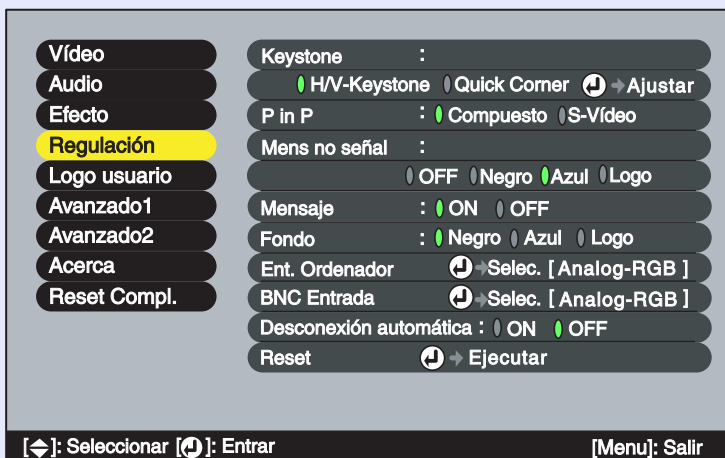 Vídeo
Audio
Efecto
Regulación
Logo usuario
Avanzado1
Avanzado2
Acerca
Reset Compl.
Keystone :
H/V-Keystone Quick Corner Ajustar
P in P : Compuesto S-Vídeo
Mens no señal :
OFF Negro Azul Logo
Mensaje : ON OFF
Fondo : Negro Azul Logo
Ent. Ordenador Selec. [ Analog-RGB ]
BNC Entrada Selec. [ Analog-RGB ]
Desconexión automática : ON OFF
Reset Ejecutar
[ ]: Seleccionar [ ]: Entrar [Menu]: Salir